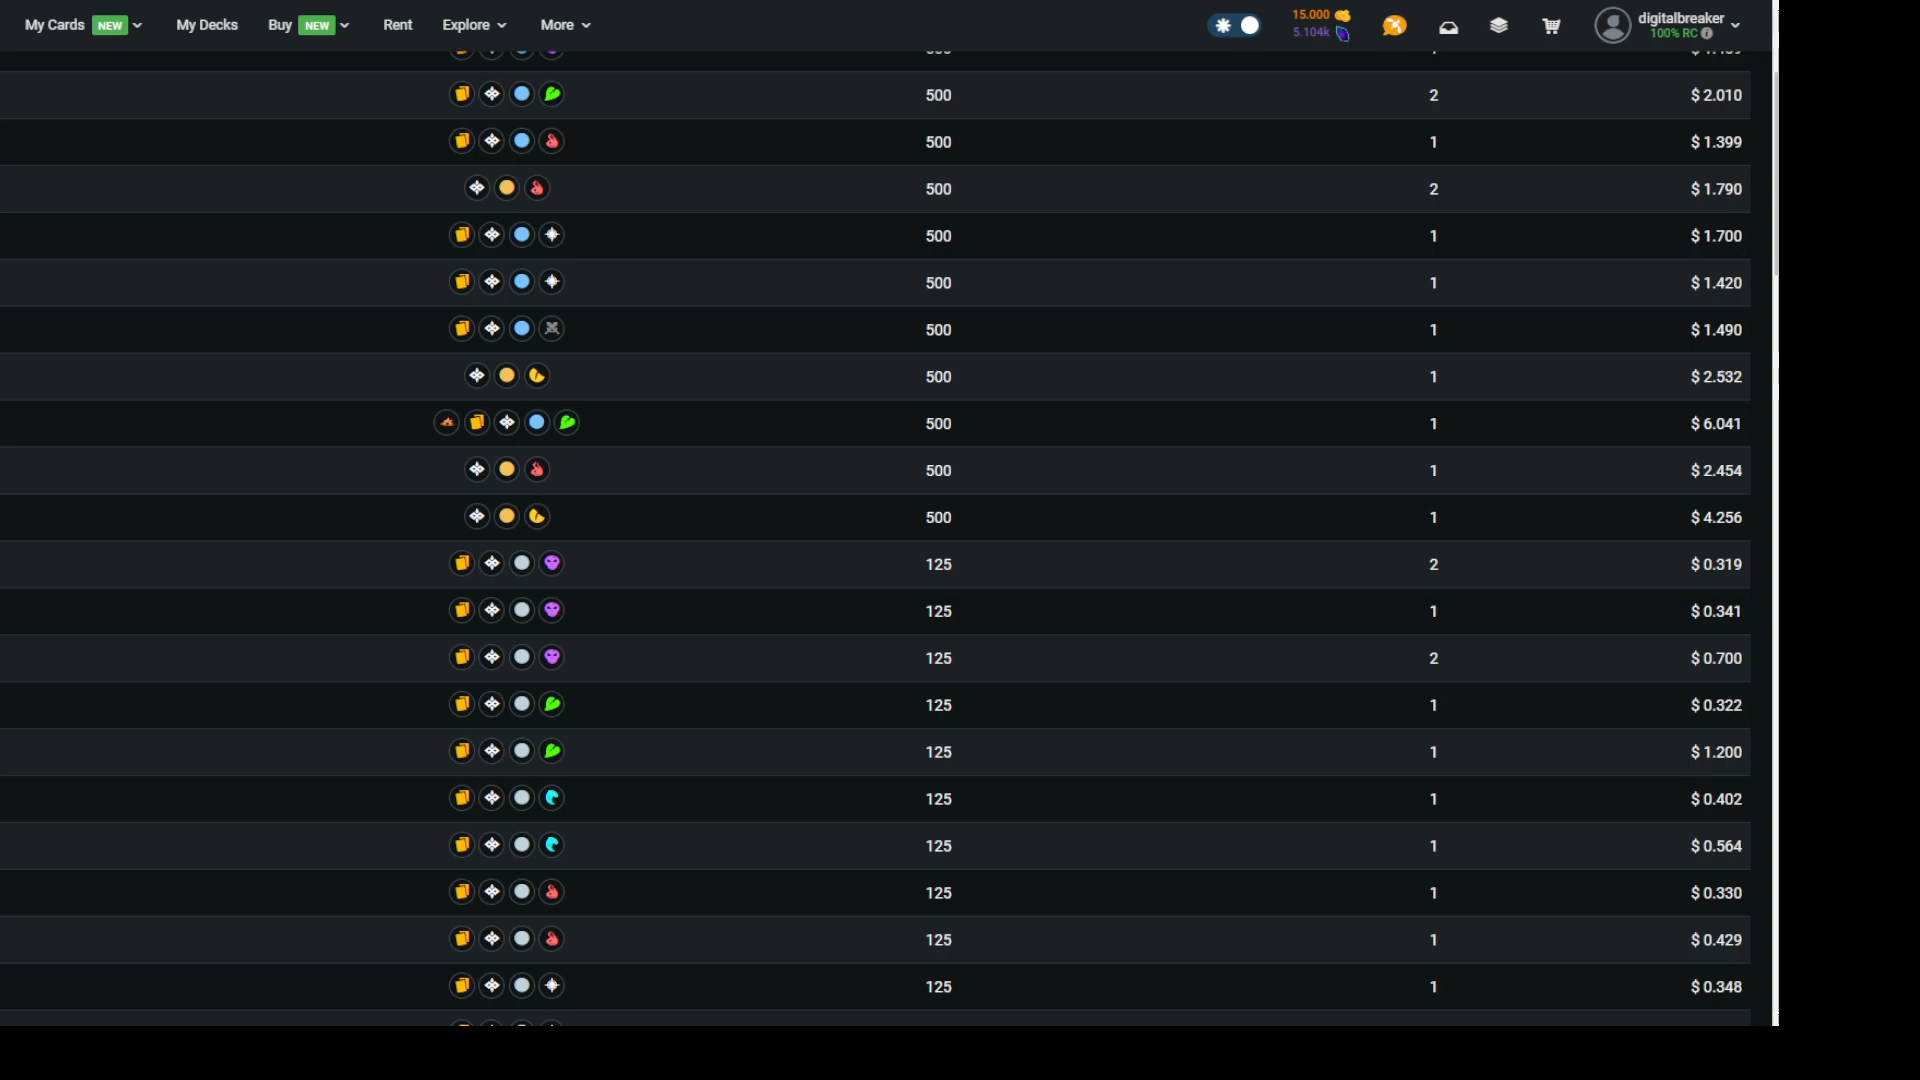 My Cards NEW My Decks Buy NEW Rent Explore More 15.000 digitalbreaker
5.104k 100% RC
500 2 $ 2.010
500 1 $ 1.399
500 2 $ 1.790
500 1 $ 1.700
500 1 $ 1.420
500 1 $ 1.490
500 1 $ 2.532
500 1 $ 6.041
500 1 $ 2.454
500 1 $ 4.256
125 2 $ 0.319
125 1 $ 0.341
125 2 $ 0.700
125 1 $ 0.322
125 1 $ 1.200
125 1 $ 0.402
125 1 $ 0.564
125 1 $ 0.330
125 1 $ 0.429
125 1 $ 0.348